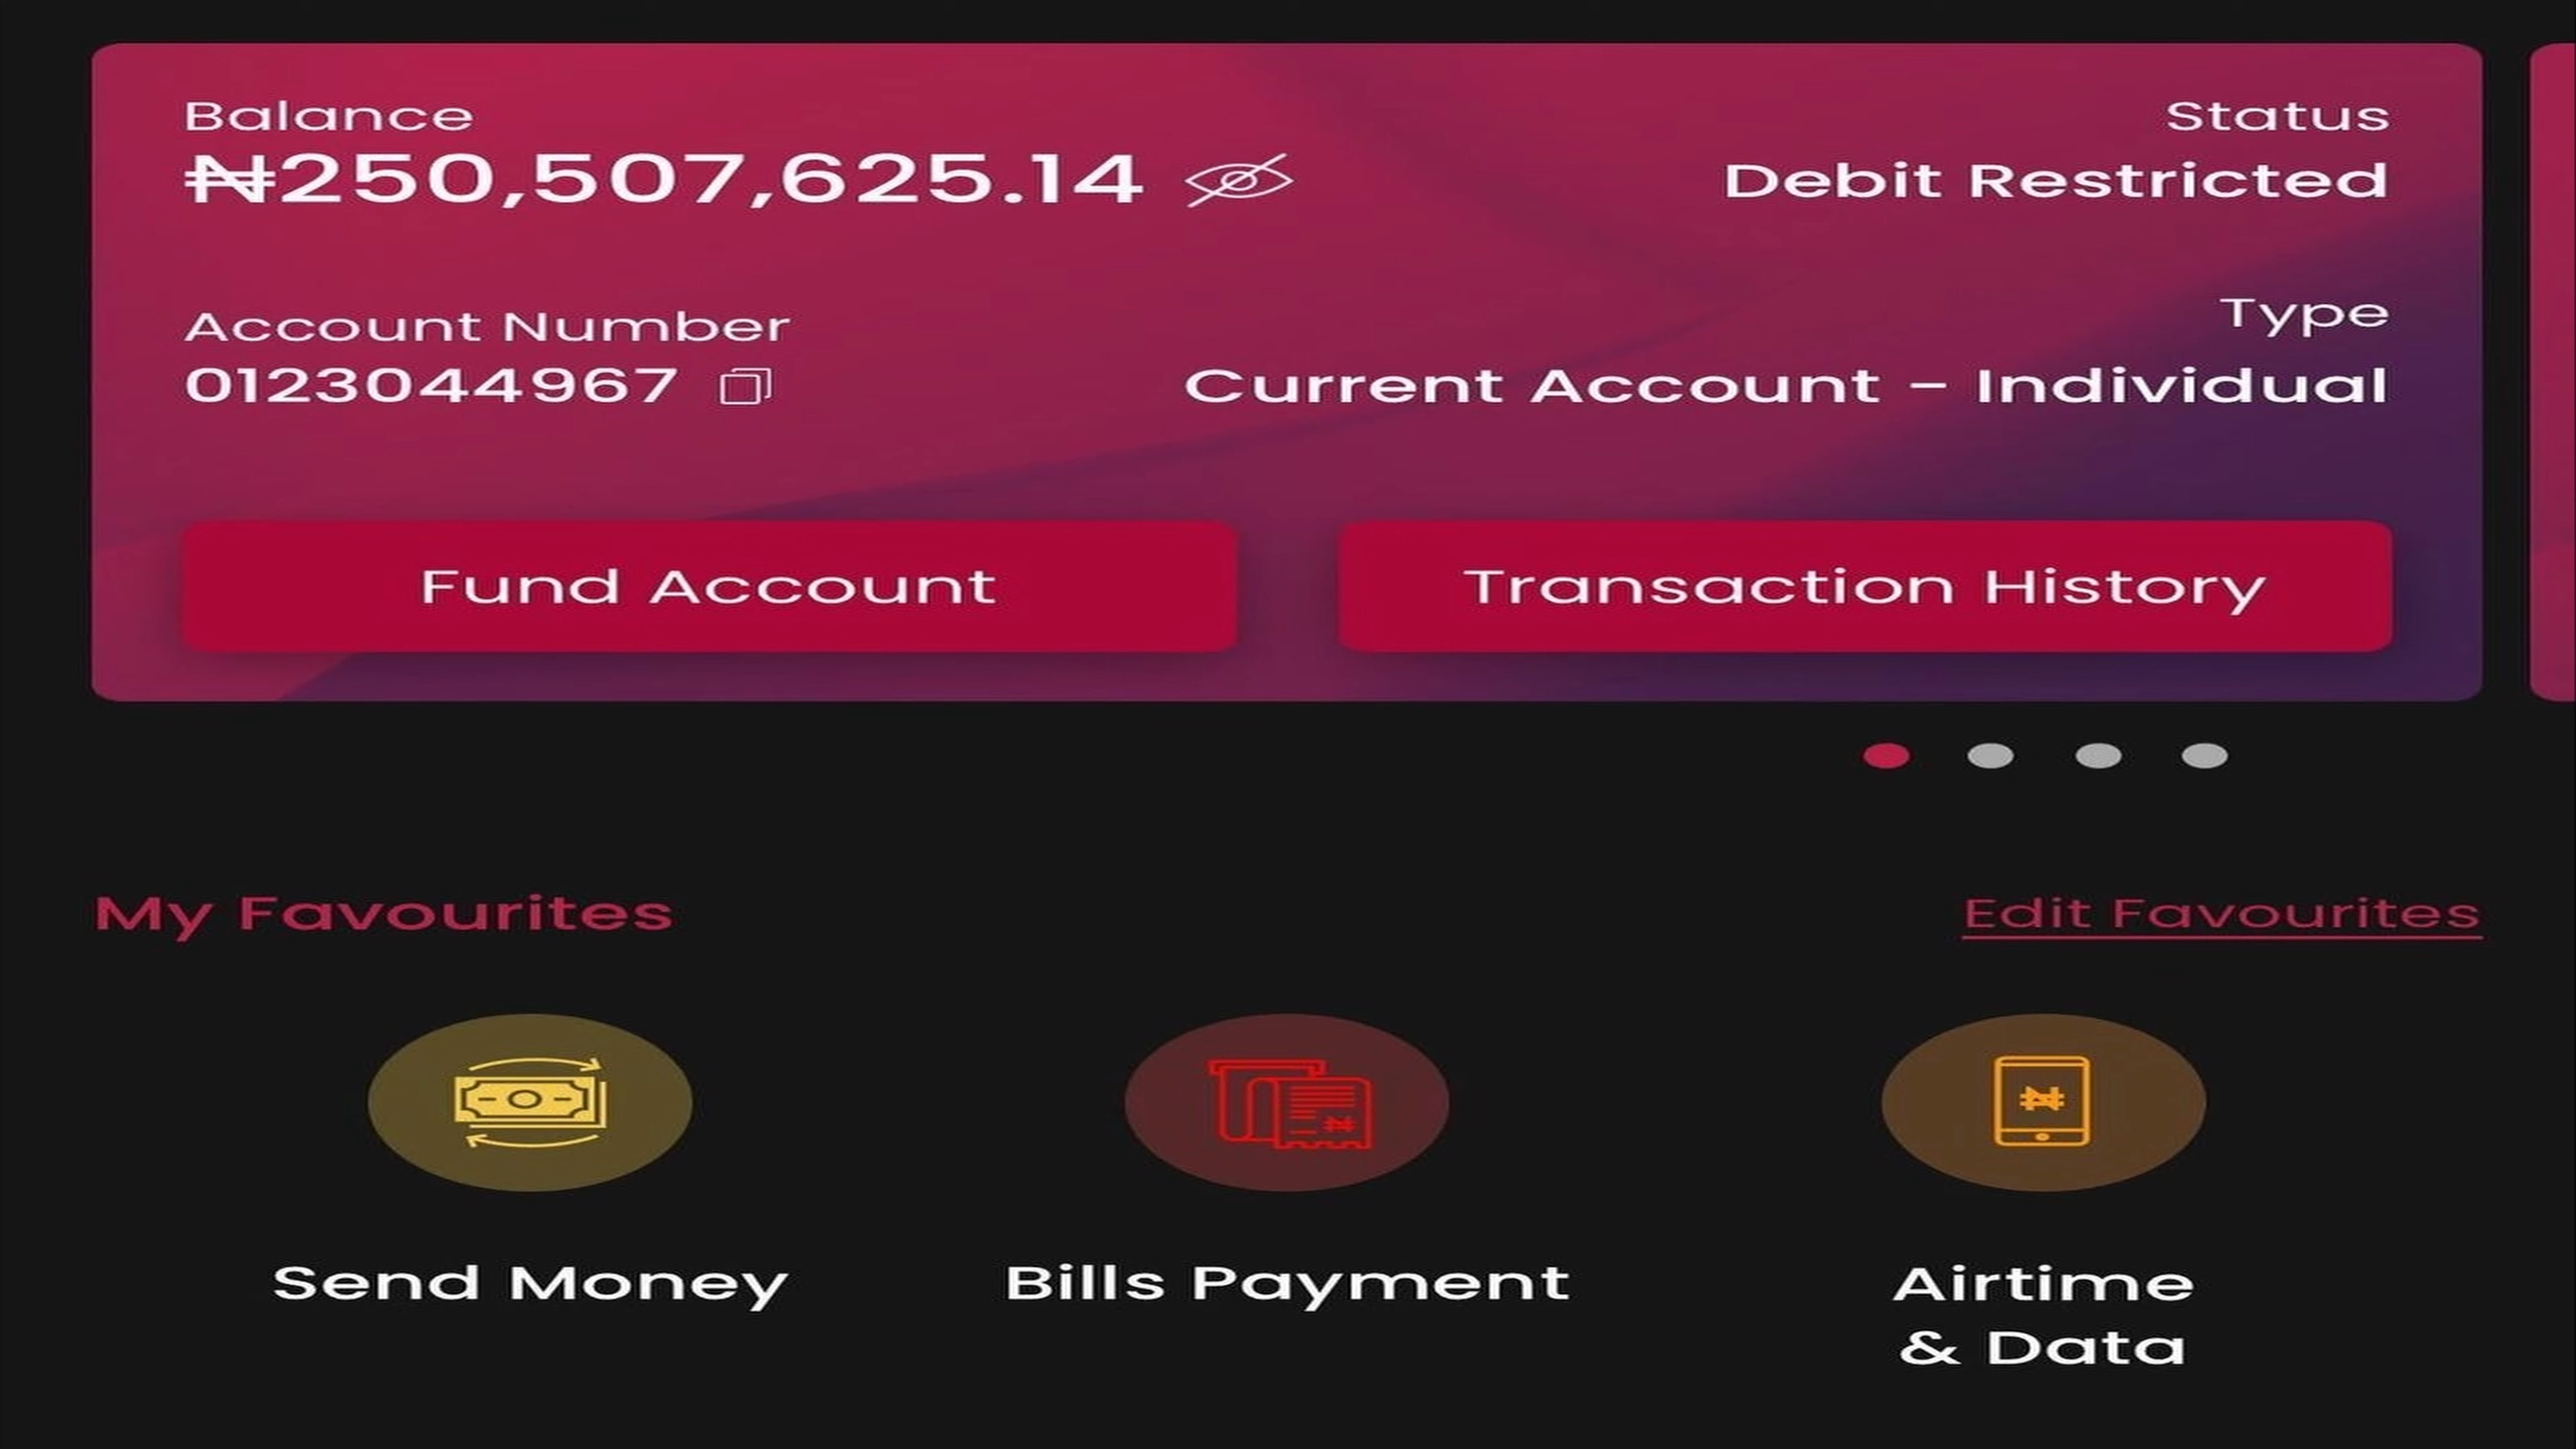 Balance
Status
₦250,507,625.14
Debit Restricted
Account Number
Type
0123044967
Current Account – Individual
Fund Account
Transaction History
My Favourites
Edit Favourites
Send Money
Bills Payment
Airtime
& Data